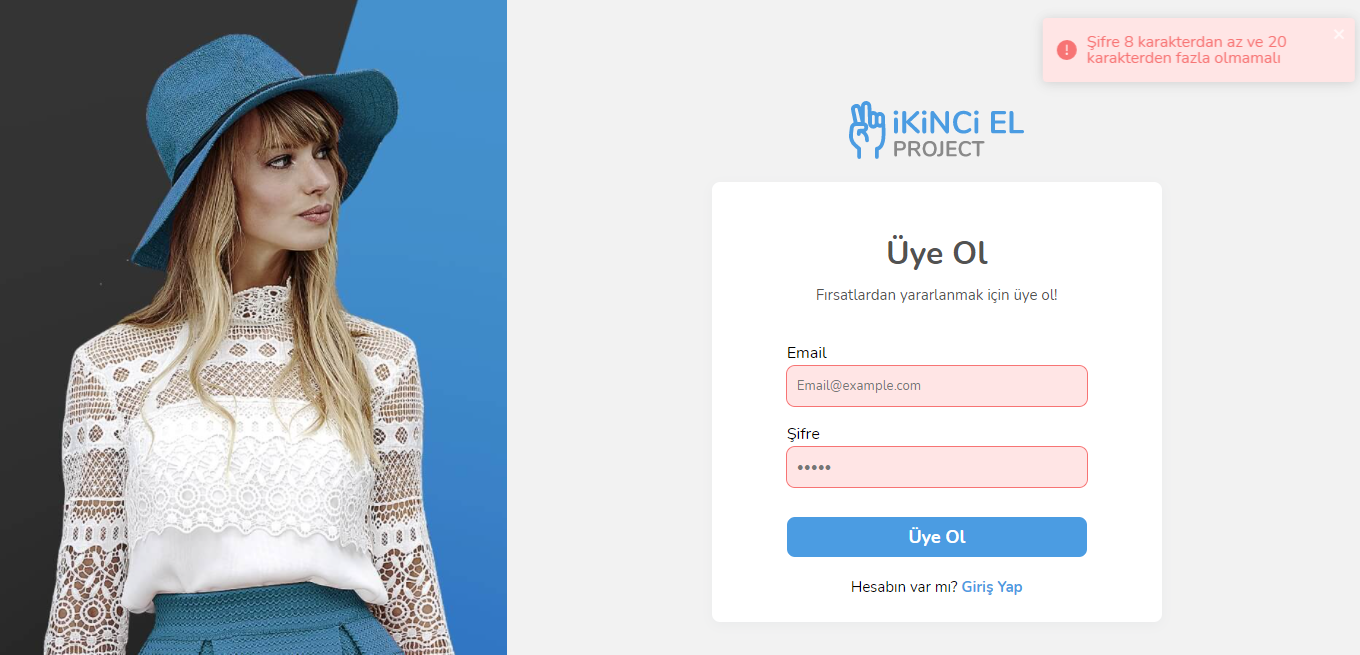 Şifre 8 karakterdan az ve 20
karakterden fazla olmamalı
iKiNCi EL
PROJECT
Üye Ol
Fırsatlardan yararlanmak için üye ol!
Email
Email@example.com
Şifre
•••••
Üye Ol
Hesabın var mı? Giriş Yap